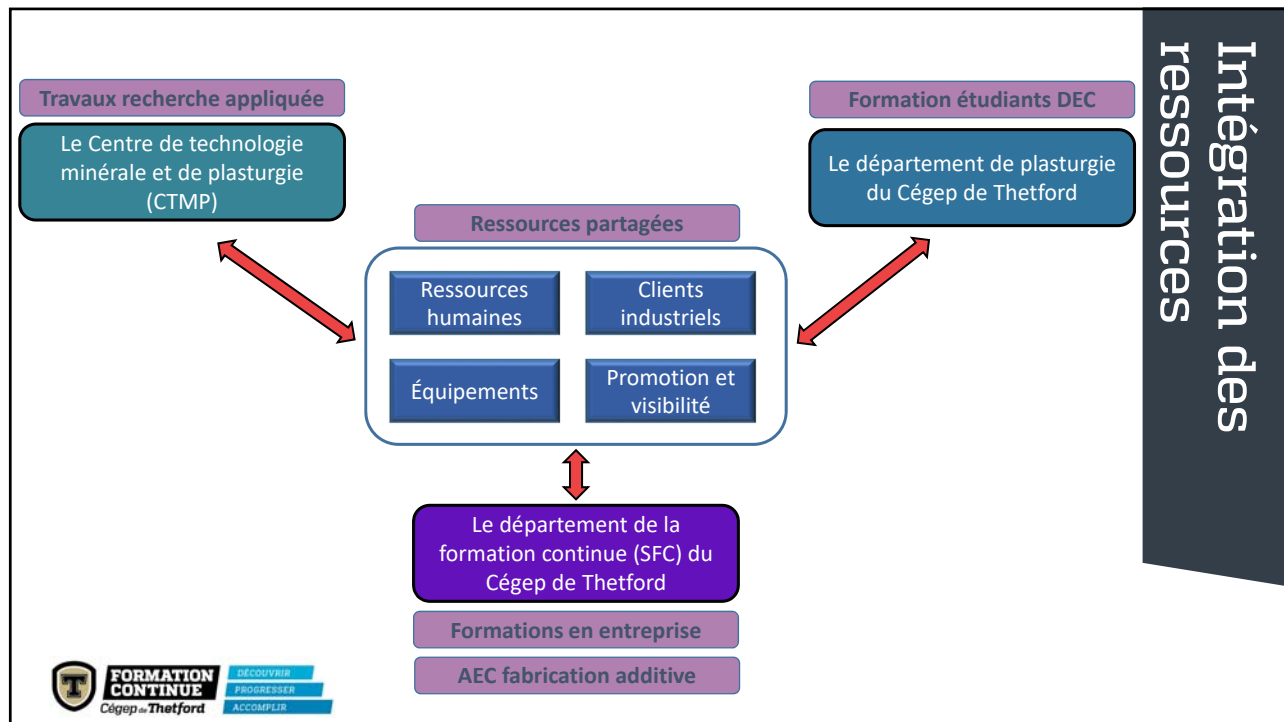 Intégration des
ressources
Travaux recherche appliquée
Le Centre de technologie
minérale et de plasturgie
(CTMP)
Formation étudiants DEC
Le département de plasturgie
du Cégep de Thetford
Ressources partagées
Ressources
humaines
Clients
industriels
Équipements
Promotion et
visibilité
Le département de la
formation continue (SFC) du
Cégep de Thetford
Formations en entreprise
AEC fabrication additive
T
FORMATION
CONTINUE
Cégep de Thetford
DÉCOUVRIR
PROGRESSER
ACCOMPLIR